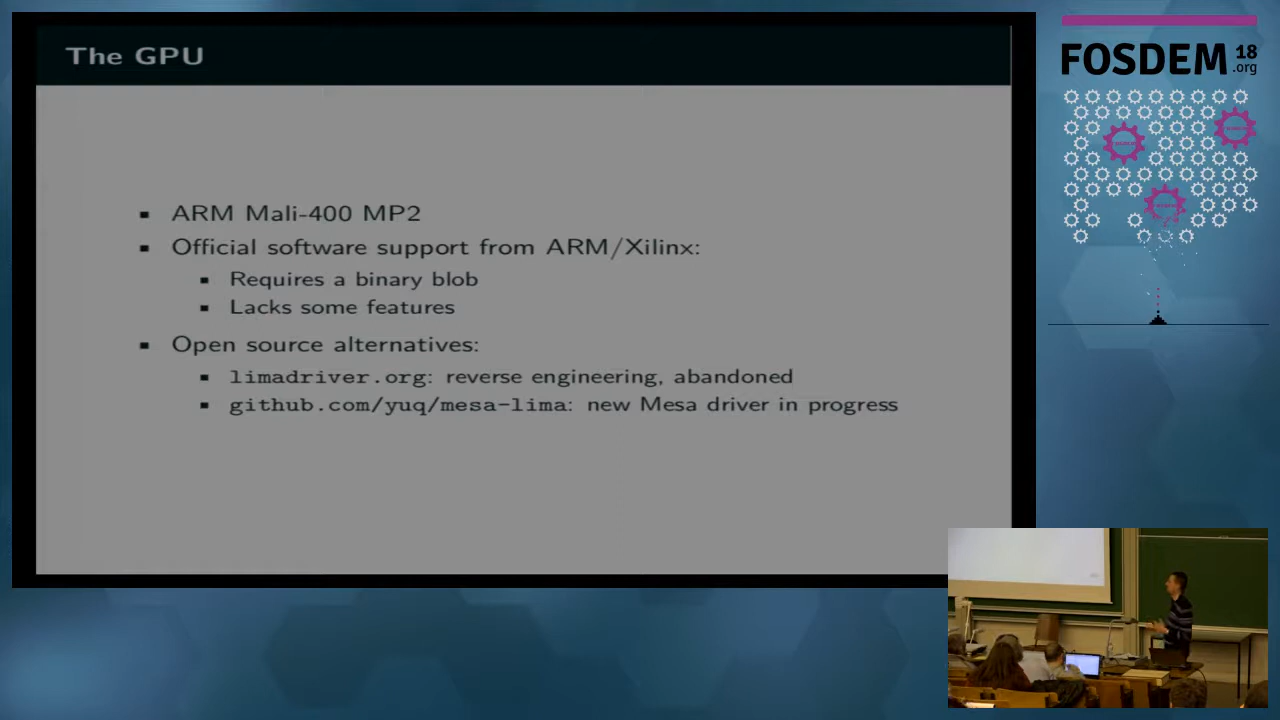 The GPU
FOSDEM 18
.org
ARM Mali-400 MP2
Official software support from ARM/Xilinx:
Requires a binary blob
Lacks some features
Open source alternatives:
limadriver.org: reverse engineering, abandoned
github.com/yuq/mesa-lima: new Mesa driver in progress